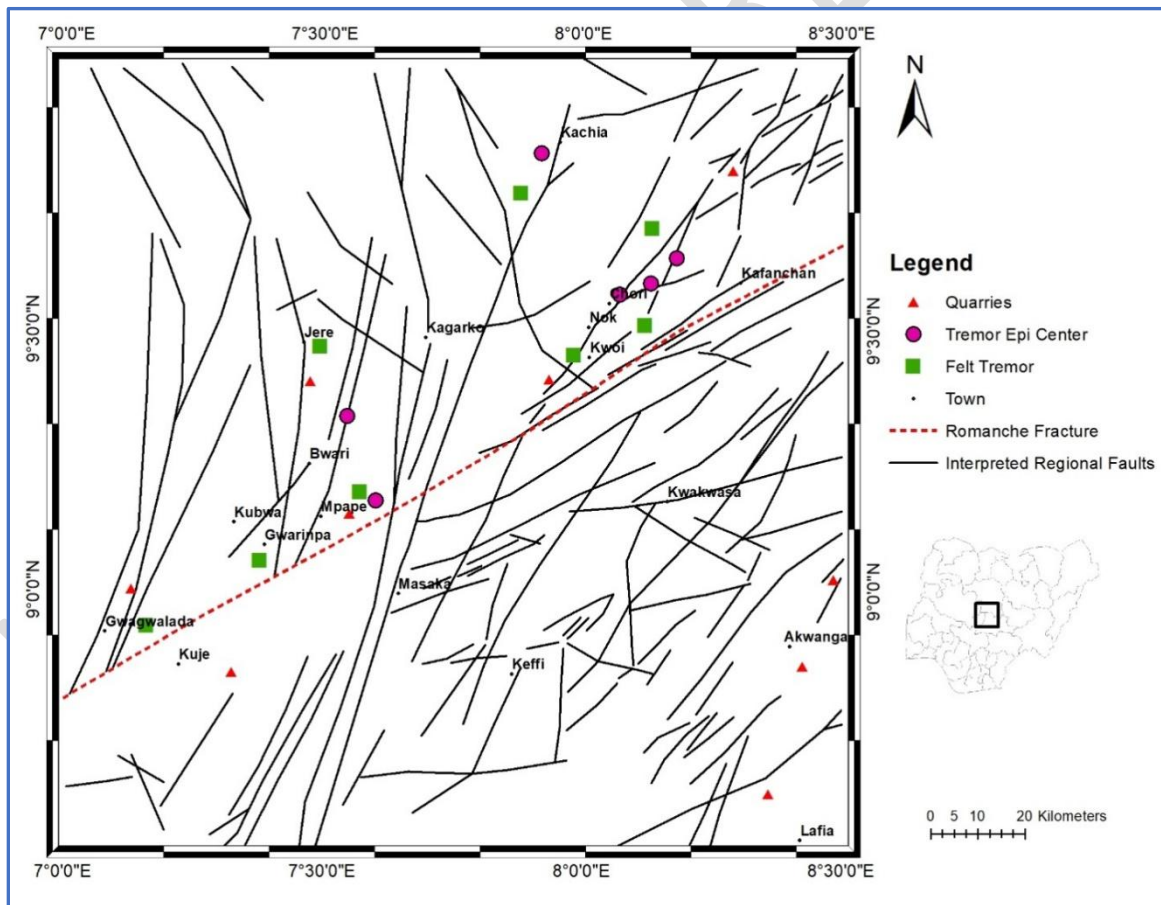 7°0'0"E
7°30'0"E
8°0'0"E
8°30'0"E
N
Kachia
Kafanchan
Chori
Nok
Kagarko
Jere
Kwoi
9°30'0"N
9°30'0"N
Bwari
Kwakwasa
Kubwa
Mpape
Gwarinpa
Masaka
9°0'0"N
9°0'0"N
Gwagwalada
Akwanga
Kuje
Keffi
Lafia
7°0'0"E
7°30'0"E
8°0'0"E
8°30'0"E
Legend
Quarries
Tremor Epi Center
Felt Tremor
Town
Romanche Fracture
Interpreted Regional Faults
0 5 10 20 Kilometers